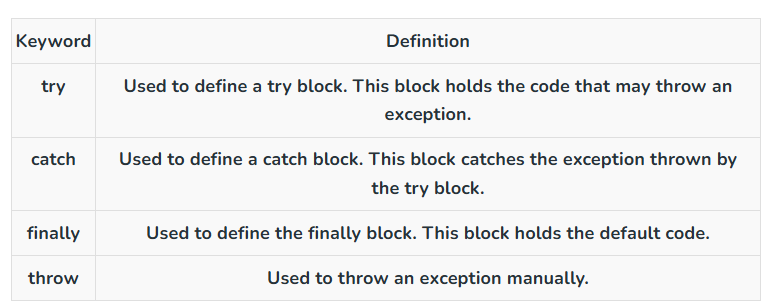 Keyword Definition
try Used to define a try block. This block holds the code that may throw an
exception.
catch Used to define a catch block. This block catches the exception thrown by
the try block.
finally Used to define the finally block. This block holds the default code.
throw Used to throw an exception manually.